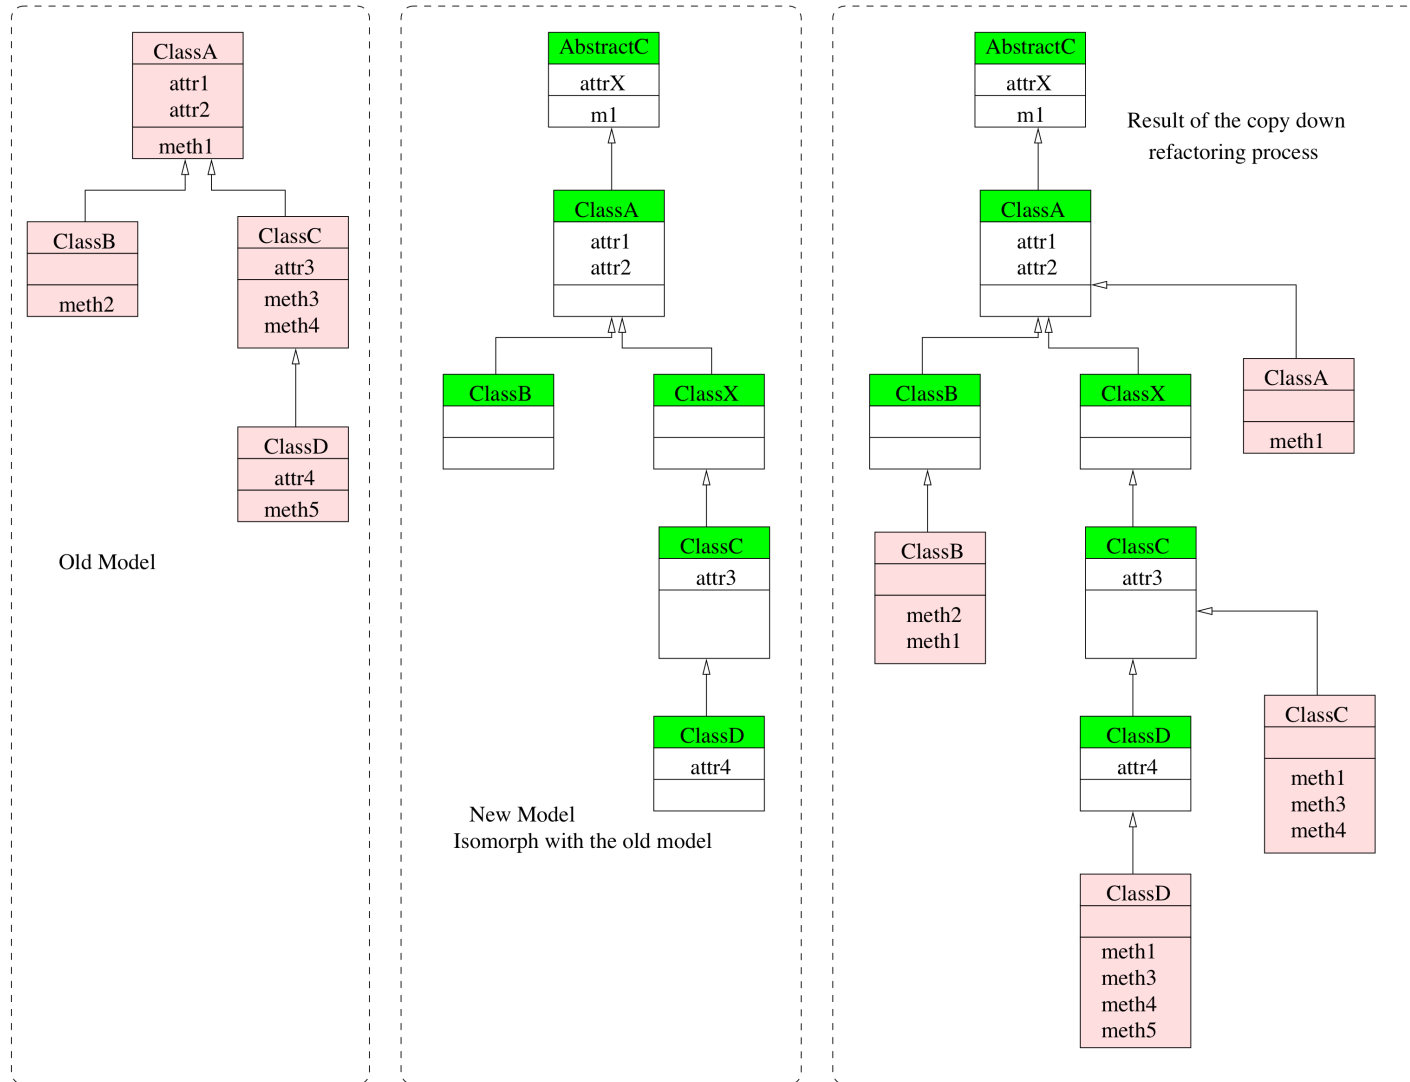 ClassA
attr1
attr2
meth1
ClassB
meth2
ClassC
attr3
meth3
meth4
ClassD
attr4
meth5
Old Model
AbstractC
attrX
m1
ClassA
attr1
attr2
ClassB
ClassX
ClassC
attr3
ClassD
attr4
New Model
Isomorph with the old model
AbstractC
attrX
m1
Result of the copy down
refactoring process
ClassA
attr1
attr2
ClassA
meth1
ClassB
ClassX
ClassB
meth2
meth1
ClassC
attr3
ClassC
meth1
meth3
meth4
ClassD
attr4
ClassD
meth1
meth3
meth4
meth5